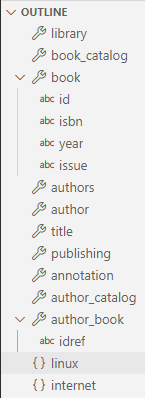 OUTLINE
library
book_catalog
book
abc id
abc isbn
abc year
abc issue
authors
author
title
publishing
annotation
author_catalog
author_book
abc idref
{} linux
{} internet